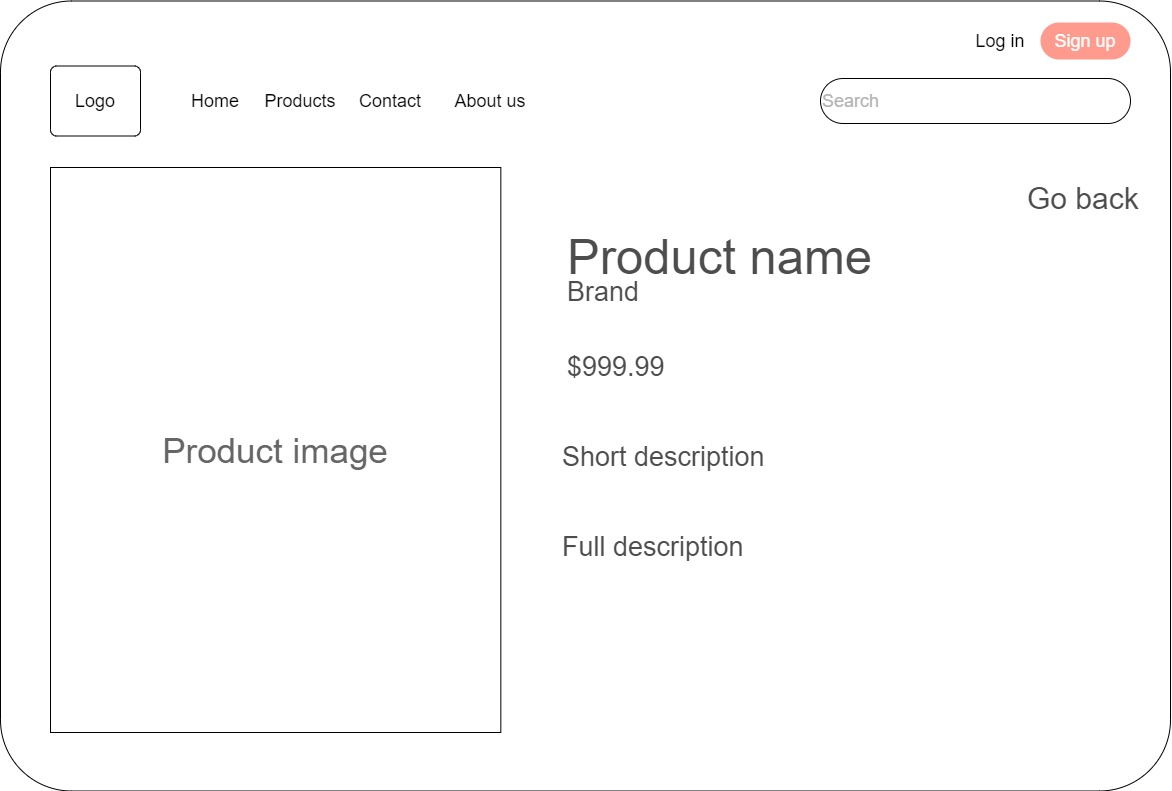 Log in
Sign up
Logo
Home
Products
Contact
About us
Search
Go back
Product name
Brand
$999.99
Product image
Short description
Full description